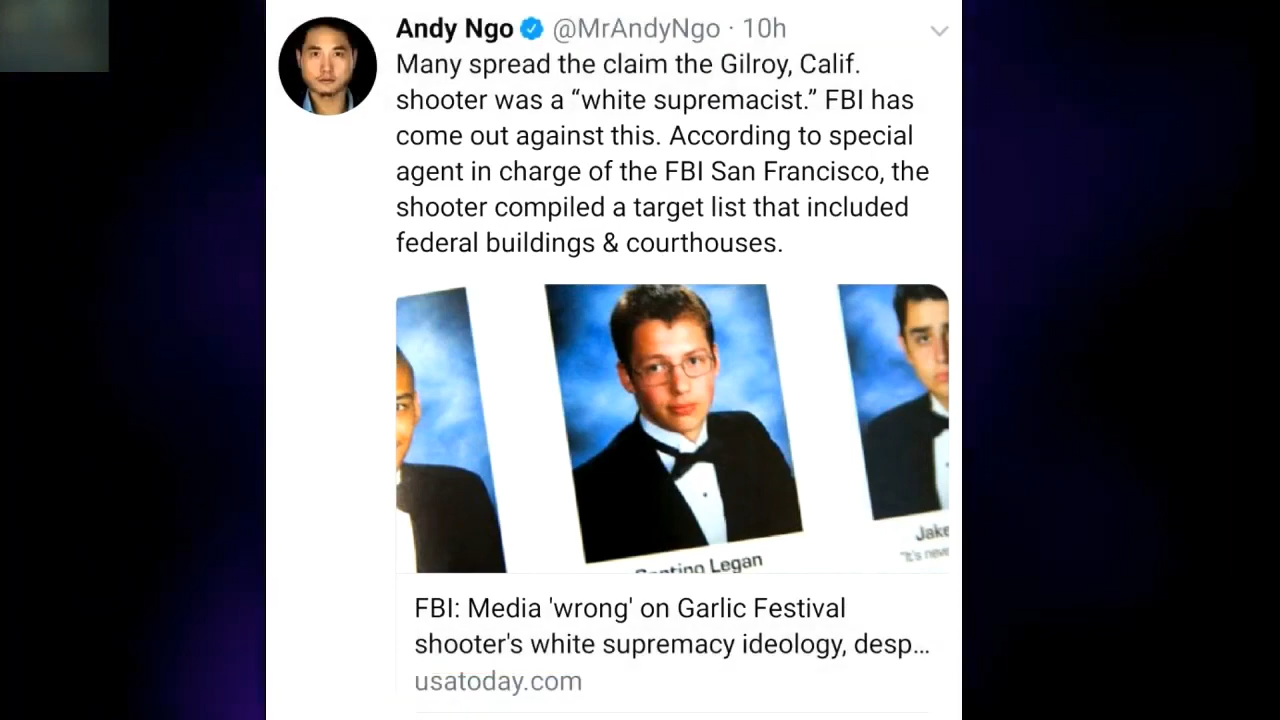 Andy Ngo @MrAndyNgo · 10h
Many spread the claim the Gilroy, Calif.
shooter was a “white supremacist.” FBI has
come out against this. According to special
agent in charge of the FBI San Francisco, the
shooter compiled a target list that included
federal buildings & courthouses.
Legan
Jake
"It's
FBI: Media 'wrong' on Garlic Festival
shooter's white supremacy ideology, desp...
usatoday.com